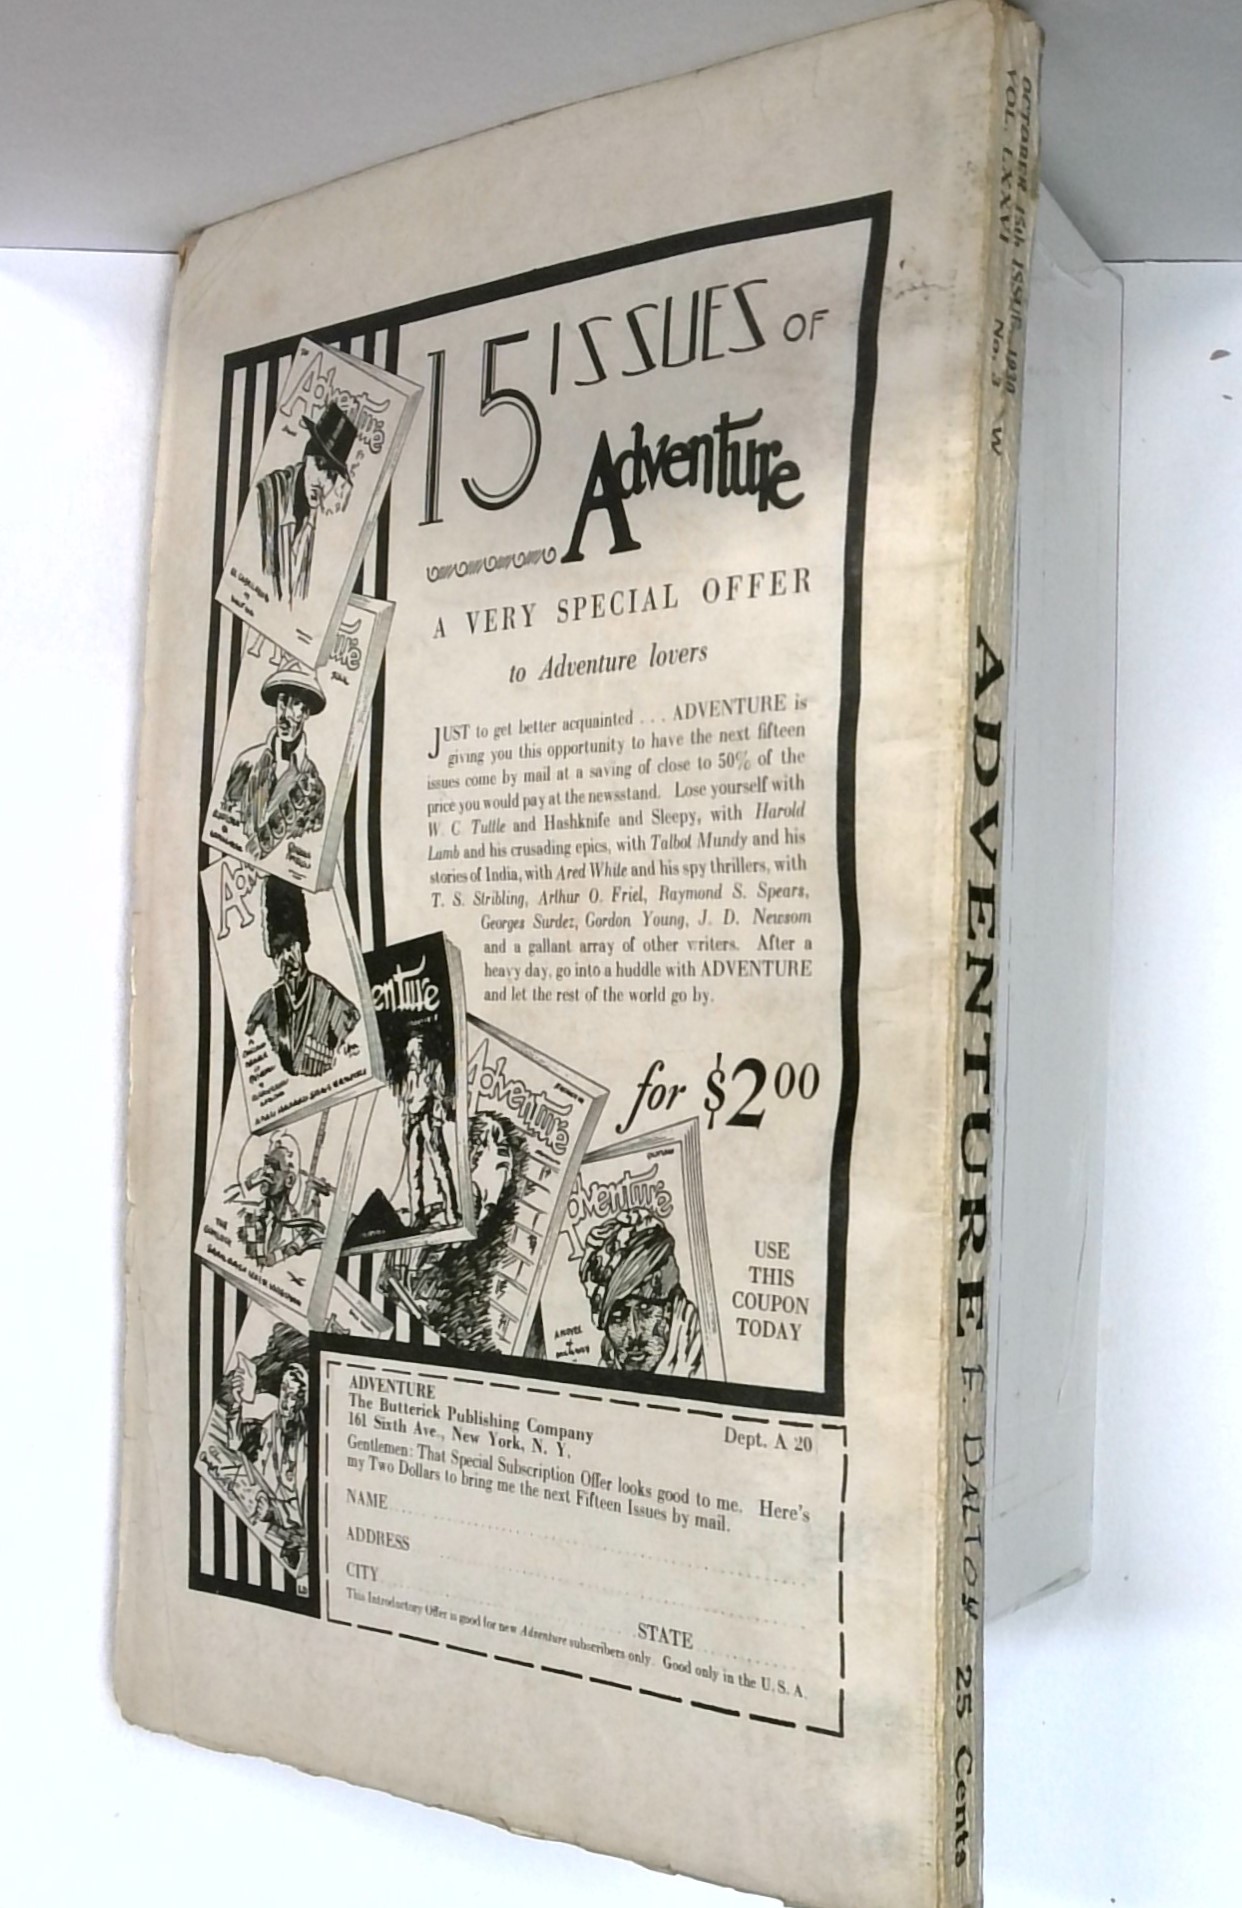 15 ISSUES OF
Adventure
A VERY SPECIAL OFFER
to Adventure lovers
JUST to get better acquainted . . . ADVENTURE is
giving you this opportunity to have the next fifteen
issues come by mail at a saving of close to 50% of the
price you would pay at the newsstand. Lose yourself with
W. C. Tuttle and Hashknife and Sleepy, with Harold
Lamb and his crusading epics, with Talbot Mundy and his
stories of India, with Ared White and his spy thrillers, with
T. S. Stribling, Arthur O. Friel, Raymond S. Spears,
Georges Surdez, Gordon Young, J. D. Newsom
and a gallant array of other writers. After a
heavy day, go into a huddle with ADVENTURE
and let the rest of the world go by.
for $2.00
USE
THIS
COUPON
TODAY
Adventure
Adventure
Adventure
A NOVEL
of
ADVENTURE
The Butterick Publishing Company
161 Sixth Ave., New York, N. Y.
Dept. A 20
Gentlemen: That Special Subscription Offer looks good to me. Here's
my Two Dollars to bring me the next Fifteen Issues by mail.
NAME
ADDRESS
CITY
STATE
This Introductory Offer is good for new Adventure subscribers only. Good only in the U. S. A.
OCTOBER 15th ISSUE 1930
VOL. LXXVI No. 3 W
ADVENTURE
F. DALTON
25 Cents